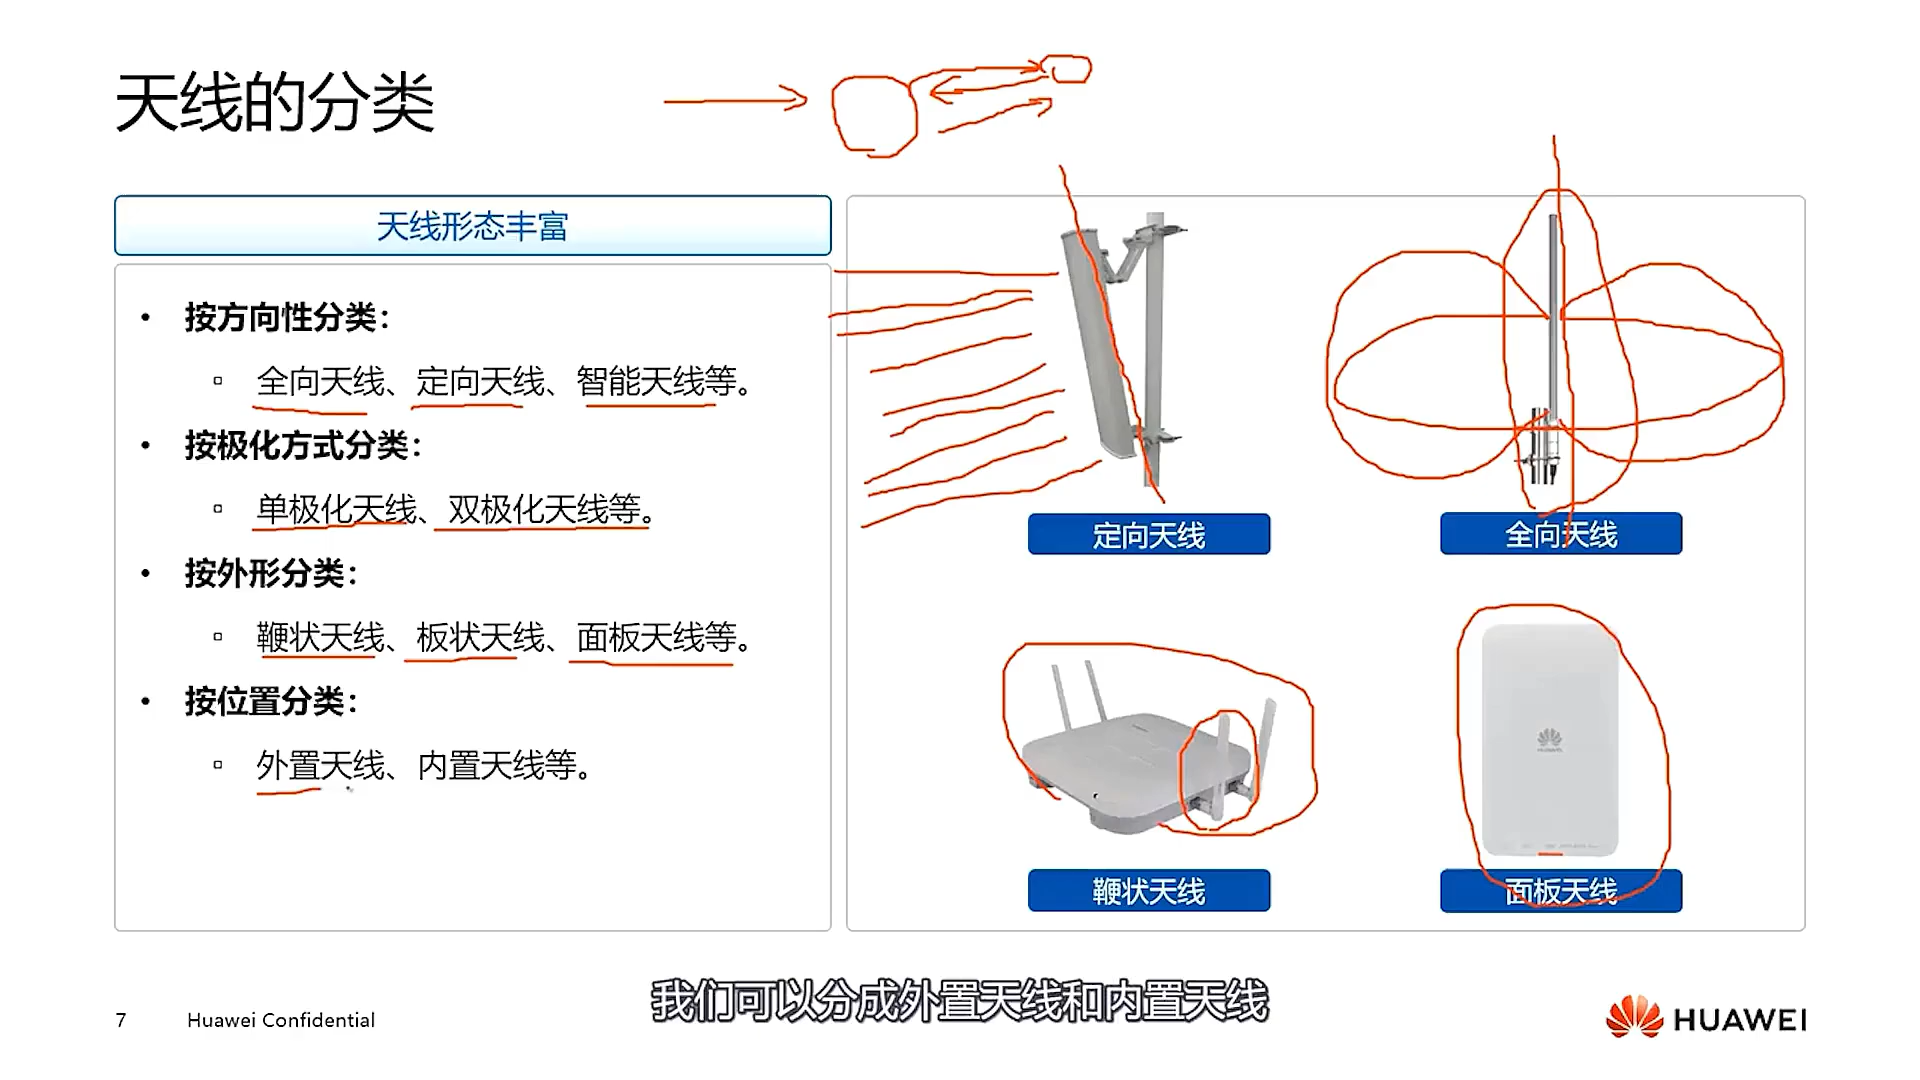 天线的分类
天线形态丰富
• 按方向性分类：
▫ 全向天线、定向天线、智能天线等。
• 按极化方式分类：
▫ 单极化天线、双极化天线等。
• 按外形分类：
▫ 鞭状天线、板状天线、面板天线等。
• 按位置分类：
▫ 外置天线、内置天线等。
定向天线
全向天线
HUAWEI
鞭状天线
面板天线
我们可以分成外置天线和内置天线
7
Huawei Confidential
HUAWEI